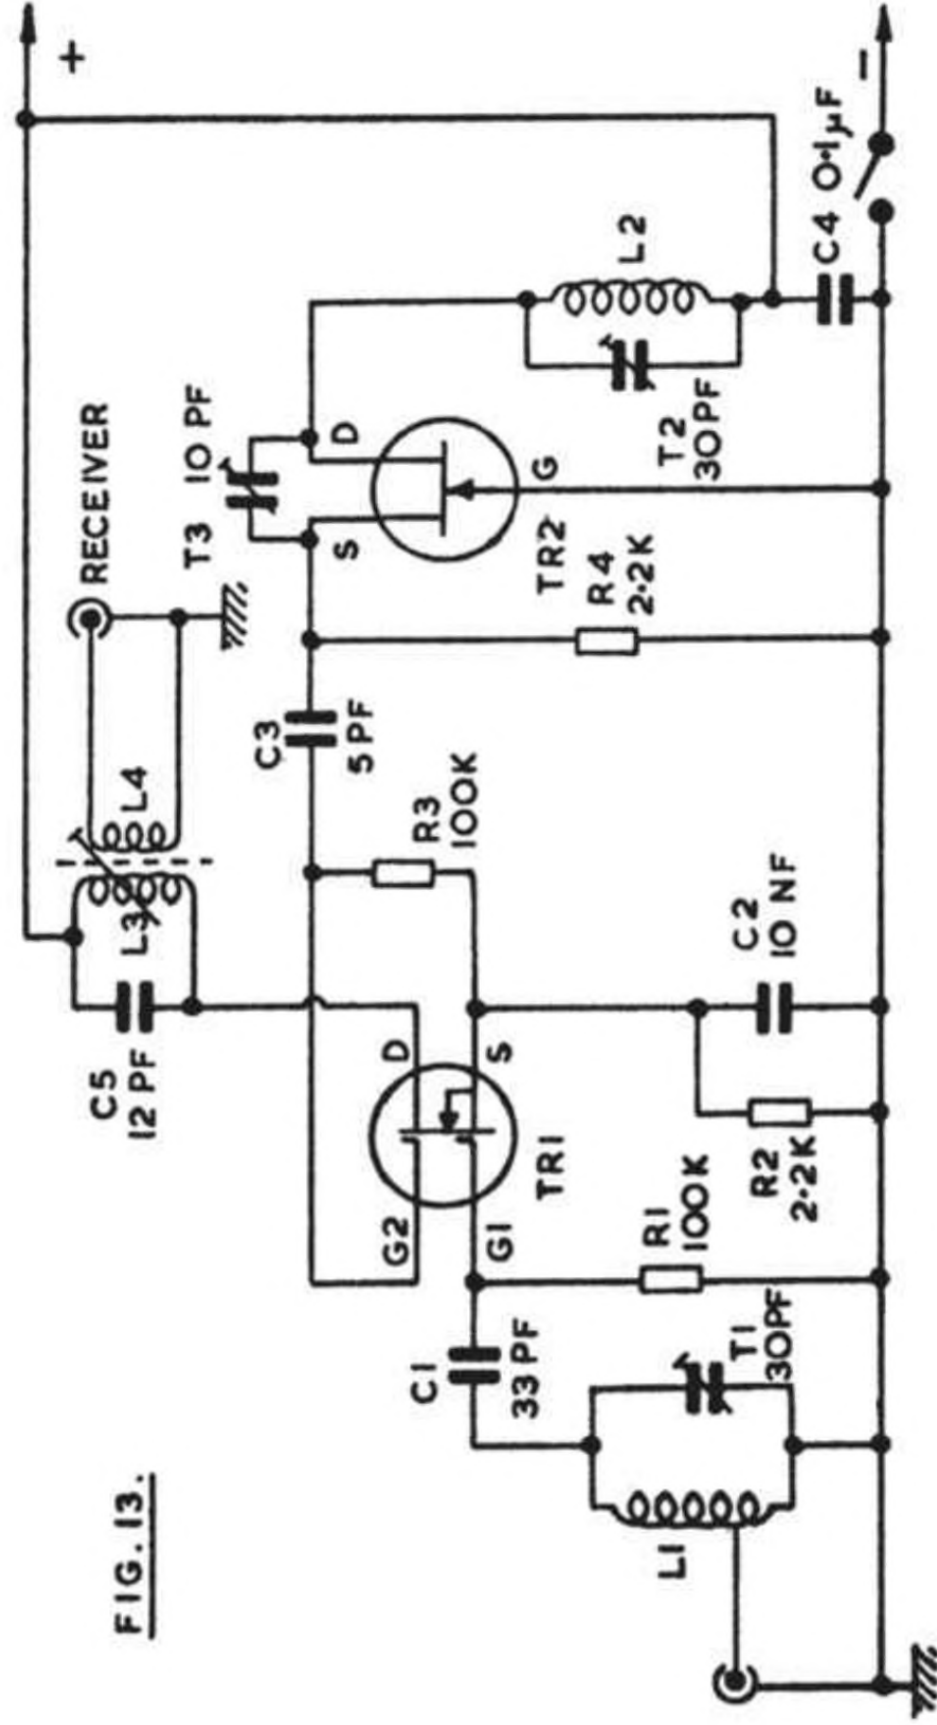 FIG. 13.
L1
T1
30PF
C1
33 PF
R1
100K
G2
G1
TR1
D
S
R2
2·2K
C2
10 NF
C5
12 PF
L3
L4
R3
100K
C3
5 PF
RECEIVER
T3 10 PF
S
D
G
TR2
R4
2·2K
T2
30PF
L2
C4 0·1µF
+
−